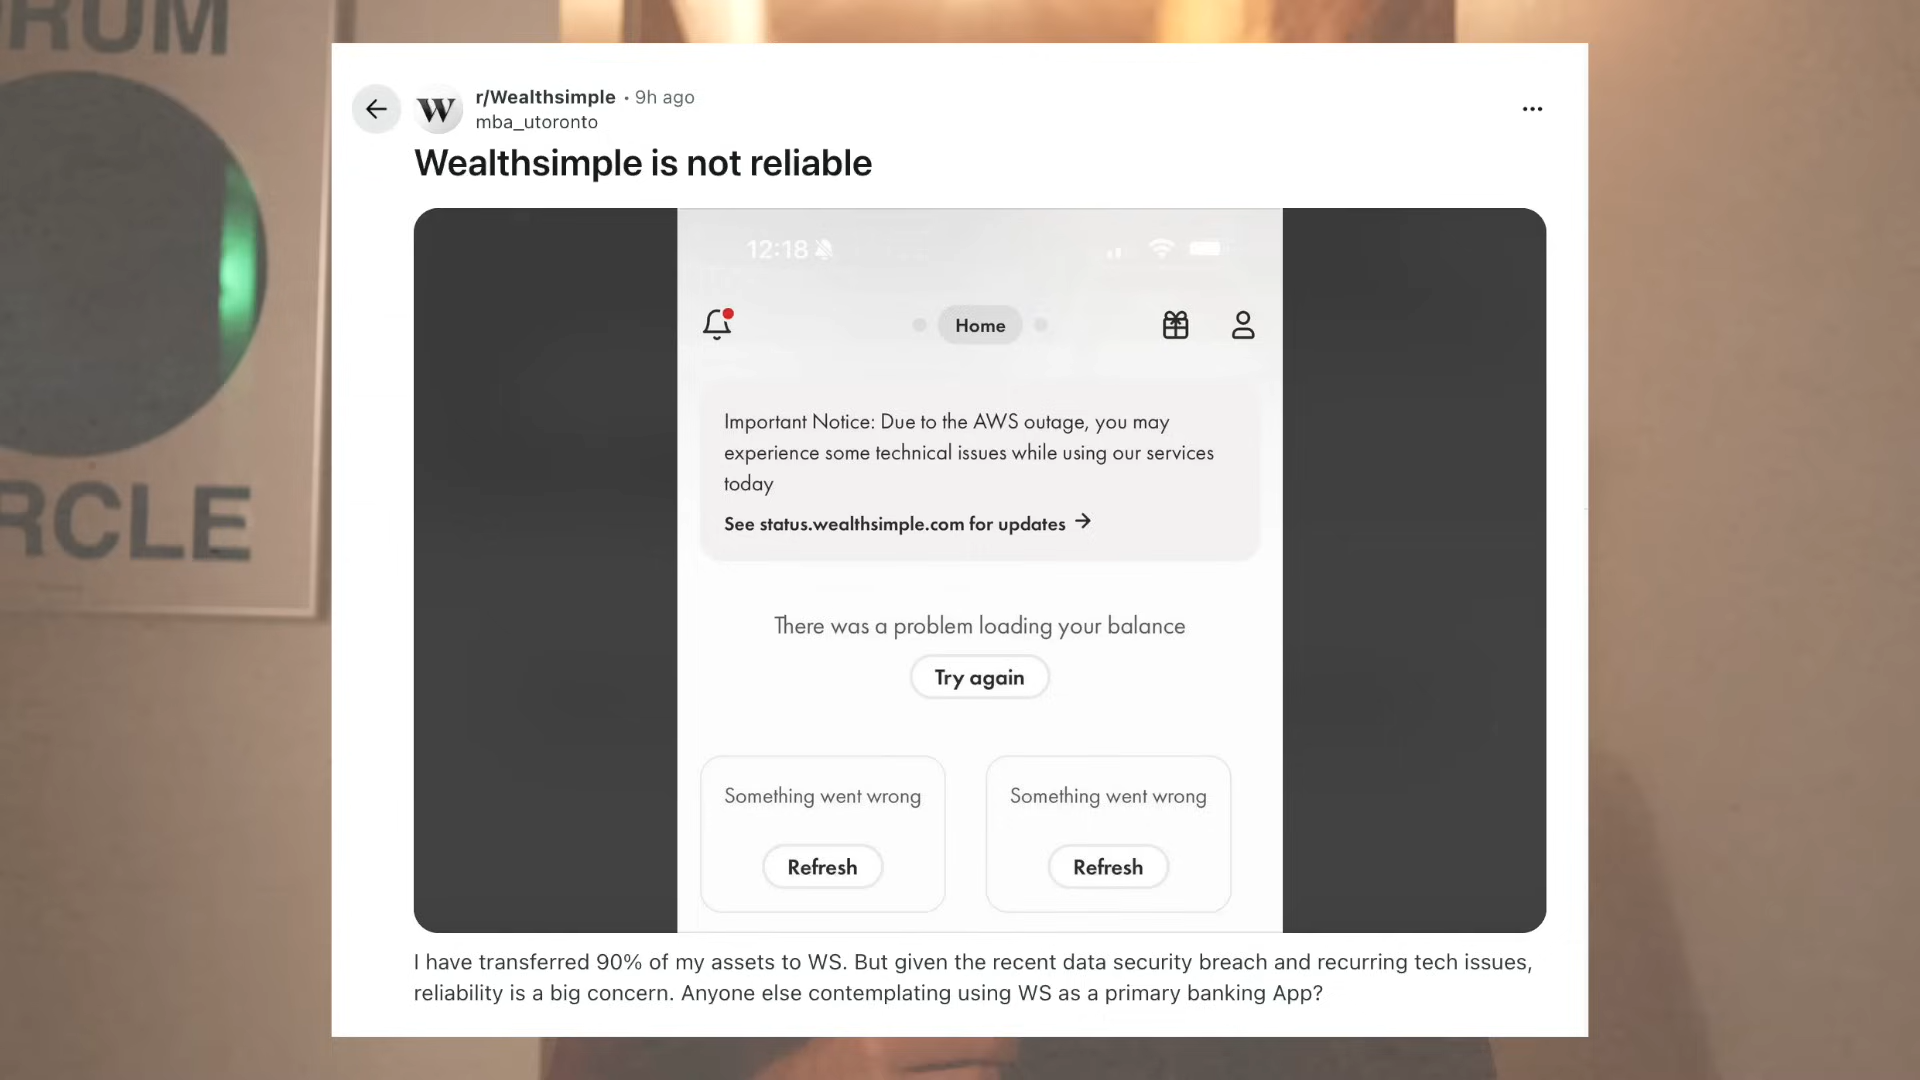 RUM
RCLE
W
r/Wealthsimple • 9h ago
mba_utoronto
Wealthsimple is not reliable
12:18
Home
Important Notice: Due to the AWS outage, you may
experience some technical issues while using our services
today
See status.wealthsimple.com for updates →
There was a problem loading your balance
Try again
Something went wrong
Refresh
Something went wrong
Refresh
I have transferred 90% of my assets to WS. But given the recent data security breach and recurring tech issues,
reliability is a big concern. Anyone else contemplating using WS as a primary banking App?